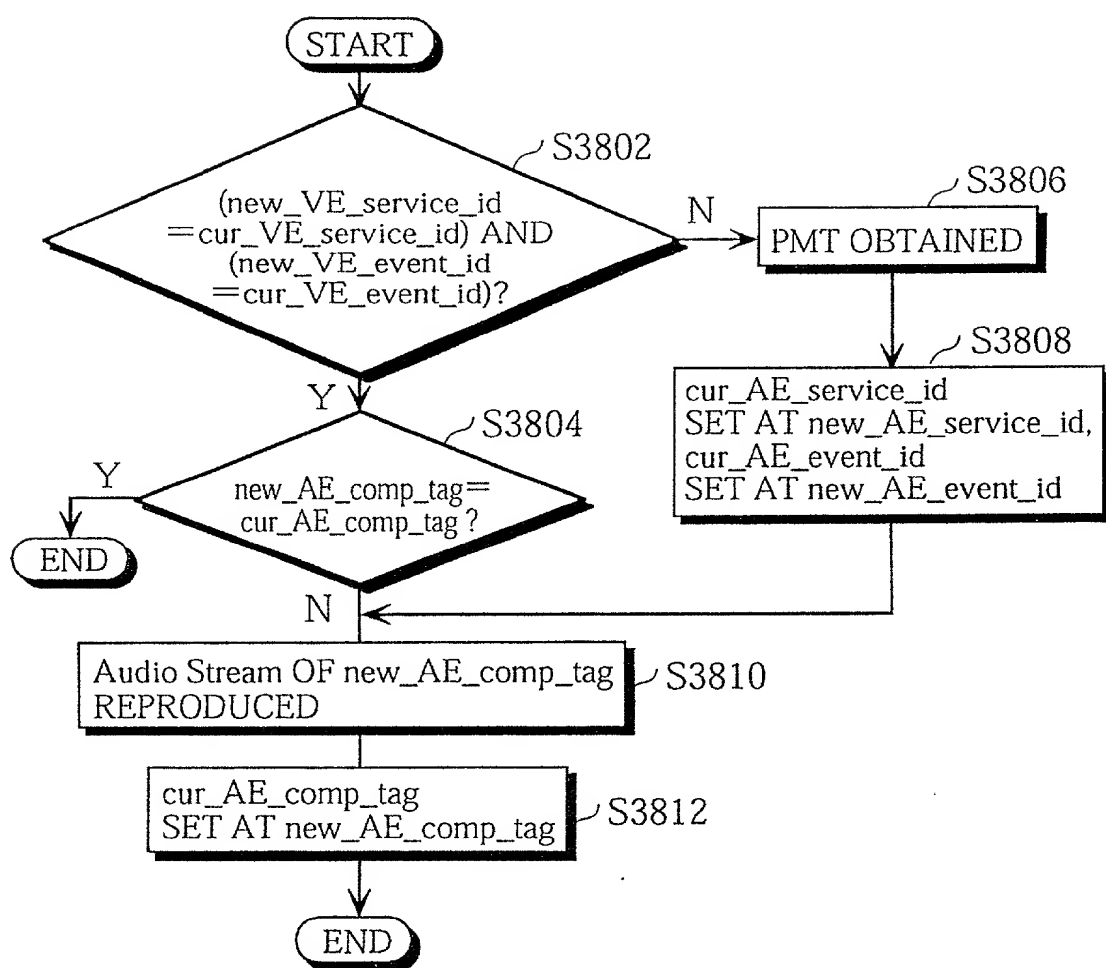 START
S3802
(new_VE_service_id
=cur_VE_service_id) AND
(new_VE_event_id
=cur_VE_event_id)?
N
S3806
PMT OBTAINED
S3808
cur_AE_service_id
SET AT new_AE_service_id,
cur_AE_event_id
SET AT new_AE_event_id
Y
S3804
new_AE_comp_tag=
cur_AE_comp_tag?
Y
END
N
Audio Stream OF new_AE_comp_tag
REPRODUCED
S3810
cur_AE_comp_tag
SET AT new_AE_comp_tag
S3812
END